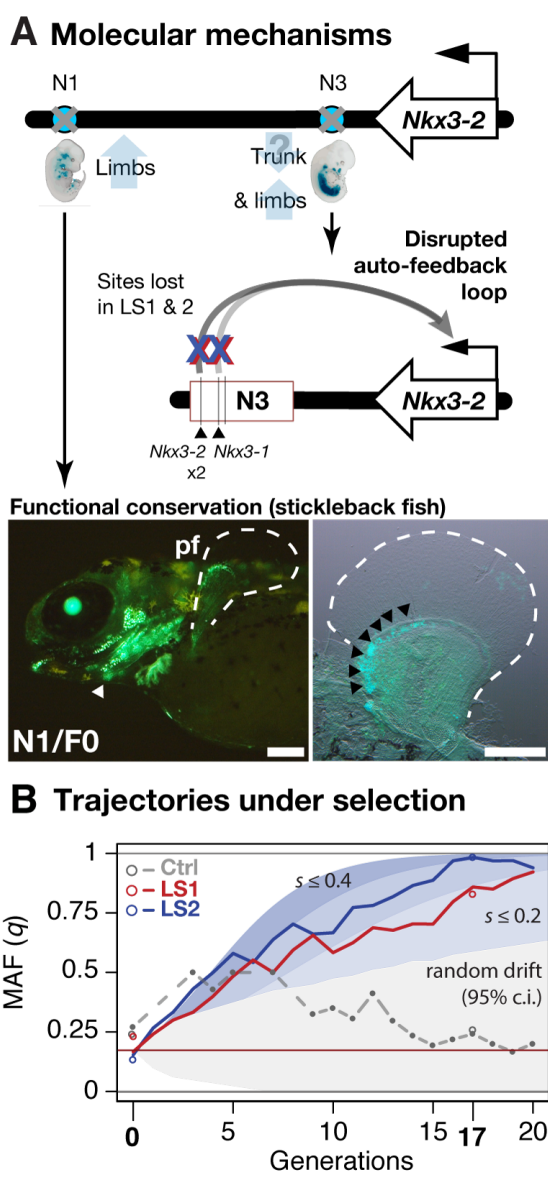 A Molecular mechanisms
N1
N3
Nkx3-2
Limbs
?
Trunk
& limbs
Disrupted
auto-feedback
loop
Sites lost
in LS1 & 2
X X
N3
Nkx3-2
Nkx3-2
x2
Nkx3-1
Functional conservation (stickleback fish)
pf
N1/F0
B Trajectories under selection
MAF (q)
1
0.75
0.5
0.25
0
Ctrl
LS1
LS2
s ≤ 0.4
s ≤ 0.2
random drift
(95% c.i.)
0 5 10 15 17 20
Generations